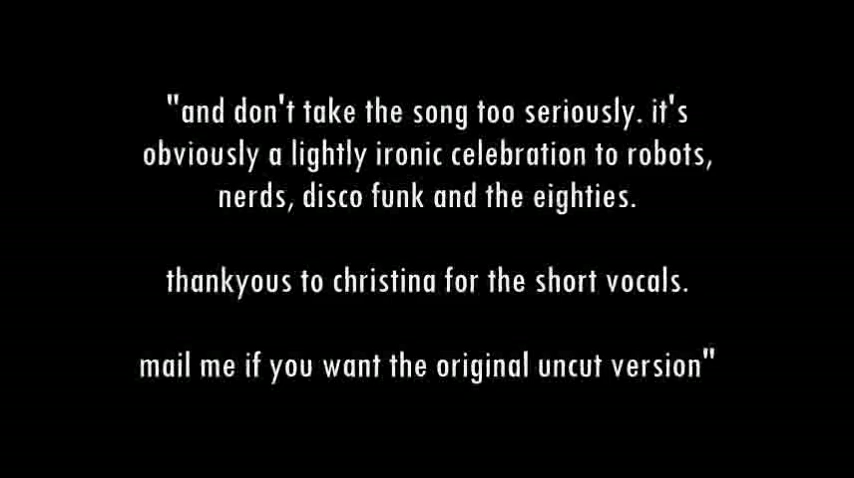 "and don't take the song too seriously. it's
obviously a lightly ironic celebration to robots,
nerds, disco funk and the eighties.
thankyous to christina for the short vocals.
mail me if you want the original uncut version"